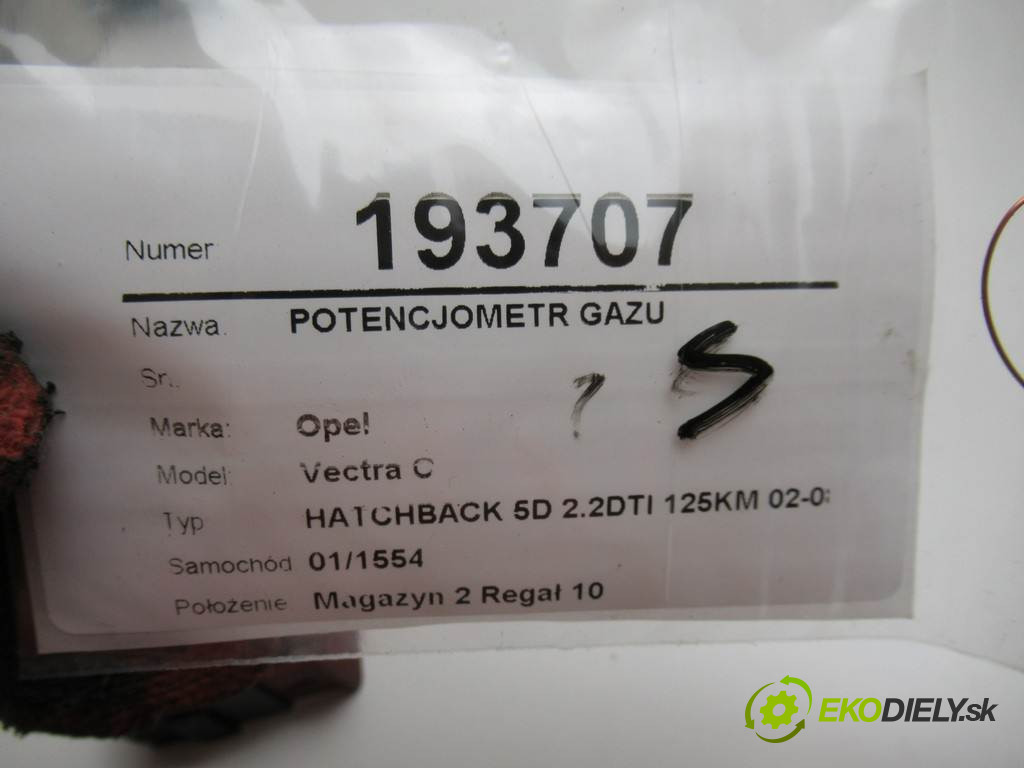 Numer 193707
Nazwa. POTENCJOMETR GAZU
Sr.
Marka: Opel
Model: Vectra C
Typ HATCHBACK 5D 2.2DTI 125KM 02-0
Samochód 01/1554
Położenie Magazyn 2 Regał 10
EKODIELY.sk